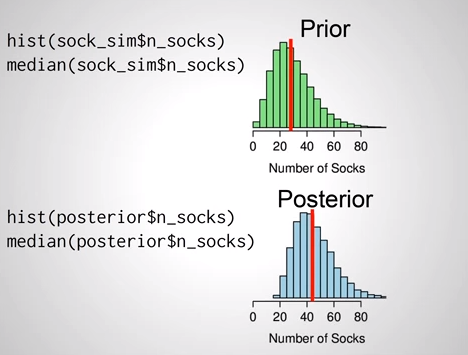 Prior
hist(sock_sim$n_socks)
median(sock_sim$n_socks)
0 20 40 60 80
Number of Socks
Posterior
hist(posterior$n_socks)
median(posterior$n_socks)
0 20 40 60 80
Number of Socks